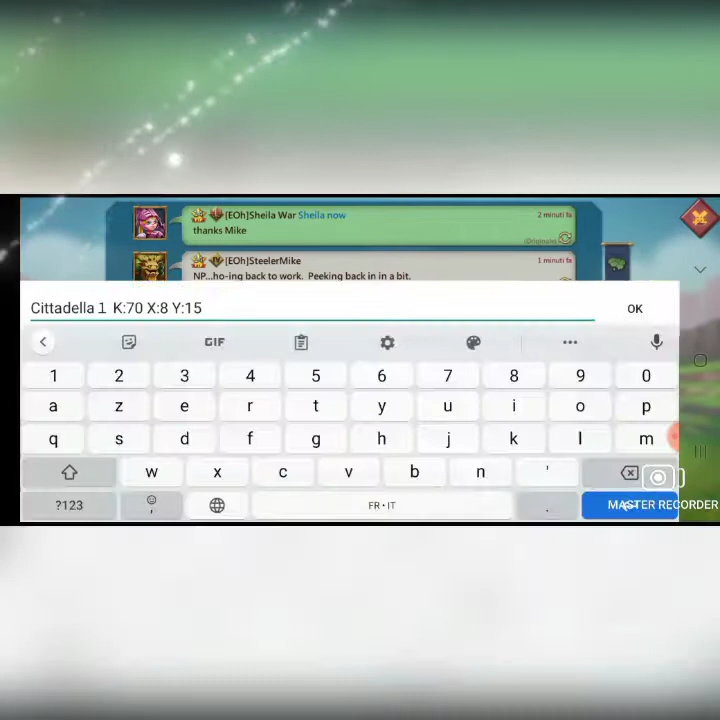 [EOh]Sheila War Sheila now
2 minuti fa
thanks Mike
(Originale)
IV [EOh]SteelerMike
1 minuti fa
NP...ho-ing back to work. Peeking back in in a bit.
Cittadella 1 K:70 X:8 Y:15
OK
GIF
1 2 3 4 5 6 7 8 9 0
a z e r t y u i o p
q s d f g h j k l m
w x c v b n '
?123 , FR • IT .
MASTER RECORDER